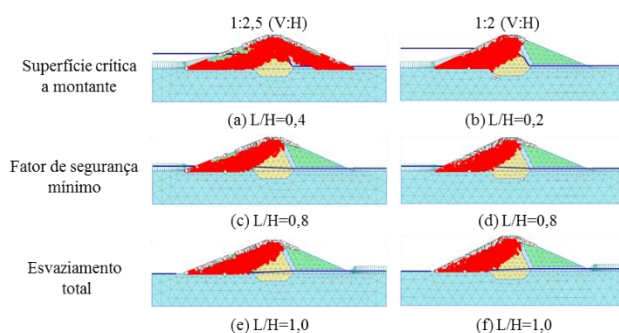 1:2,5 (V:H)
1:2 (V:H)
Superfície crítica
a montante
(a) L/H=0,4
(b) L/H=0,2
Fator de segurança
mínimo
(c) L/H=0,8
(d) L/H=0,8
Esvaziamento
total
(e) L/H=1,0
(f) L/H=1,0